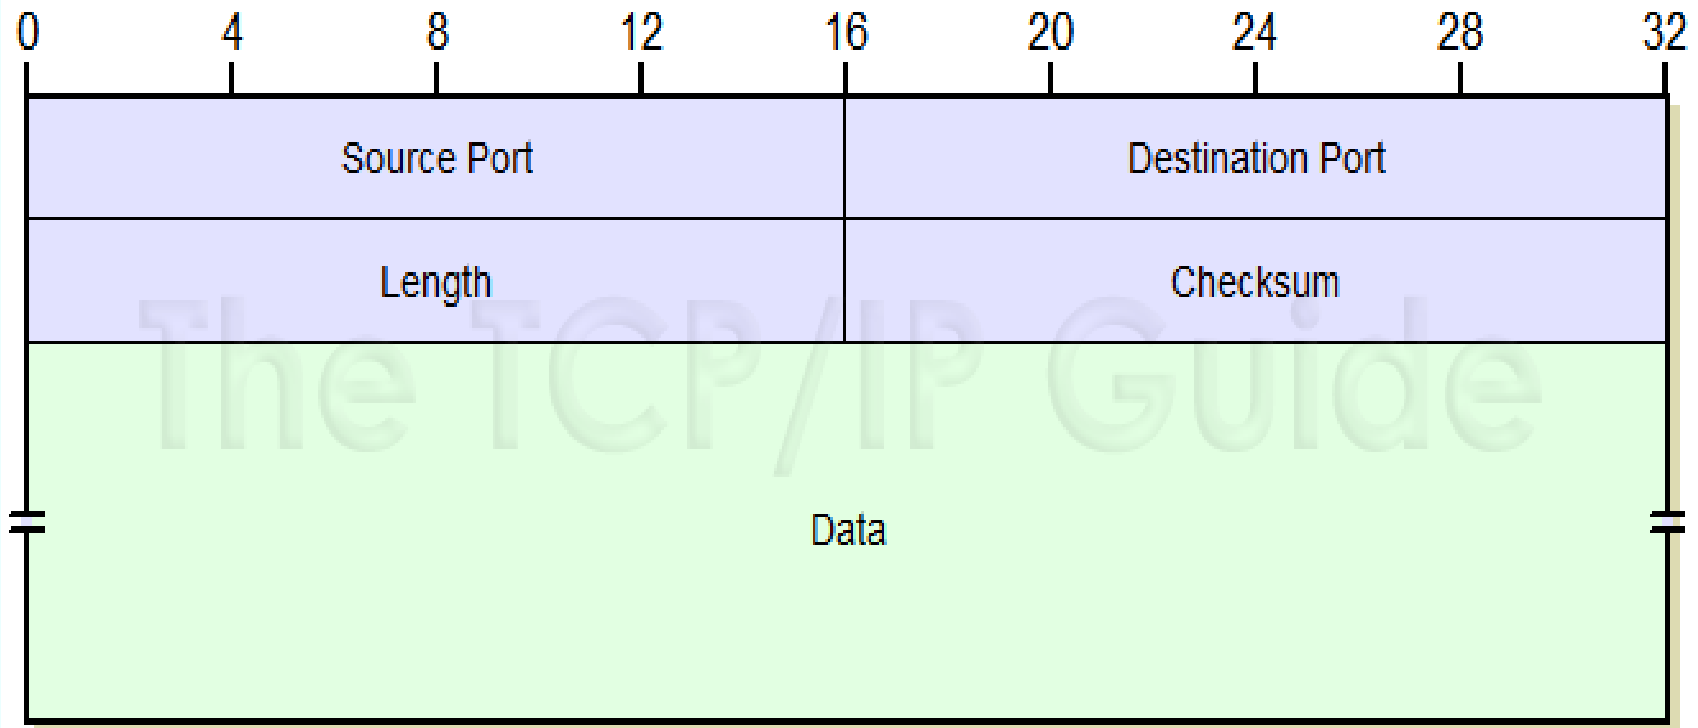 0 4 8 12 16 20 24 28 32
Source Port Destination Port
Length Checksum
The TCP/IP Guide
Data